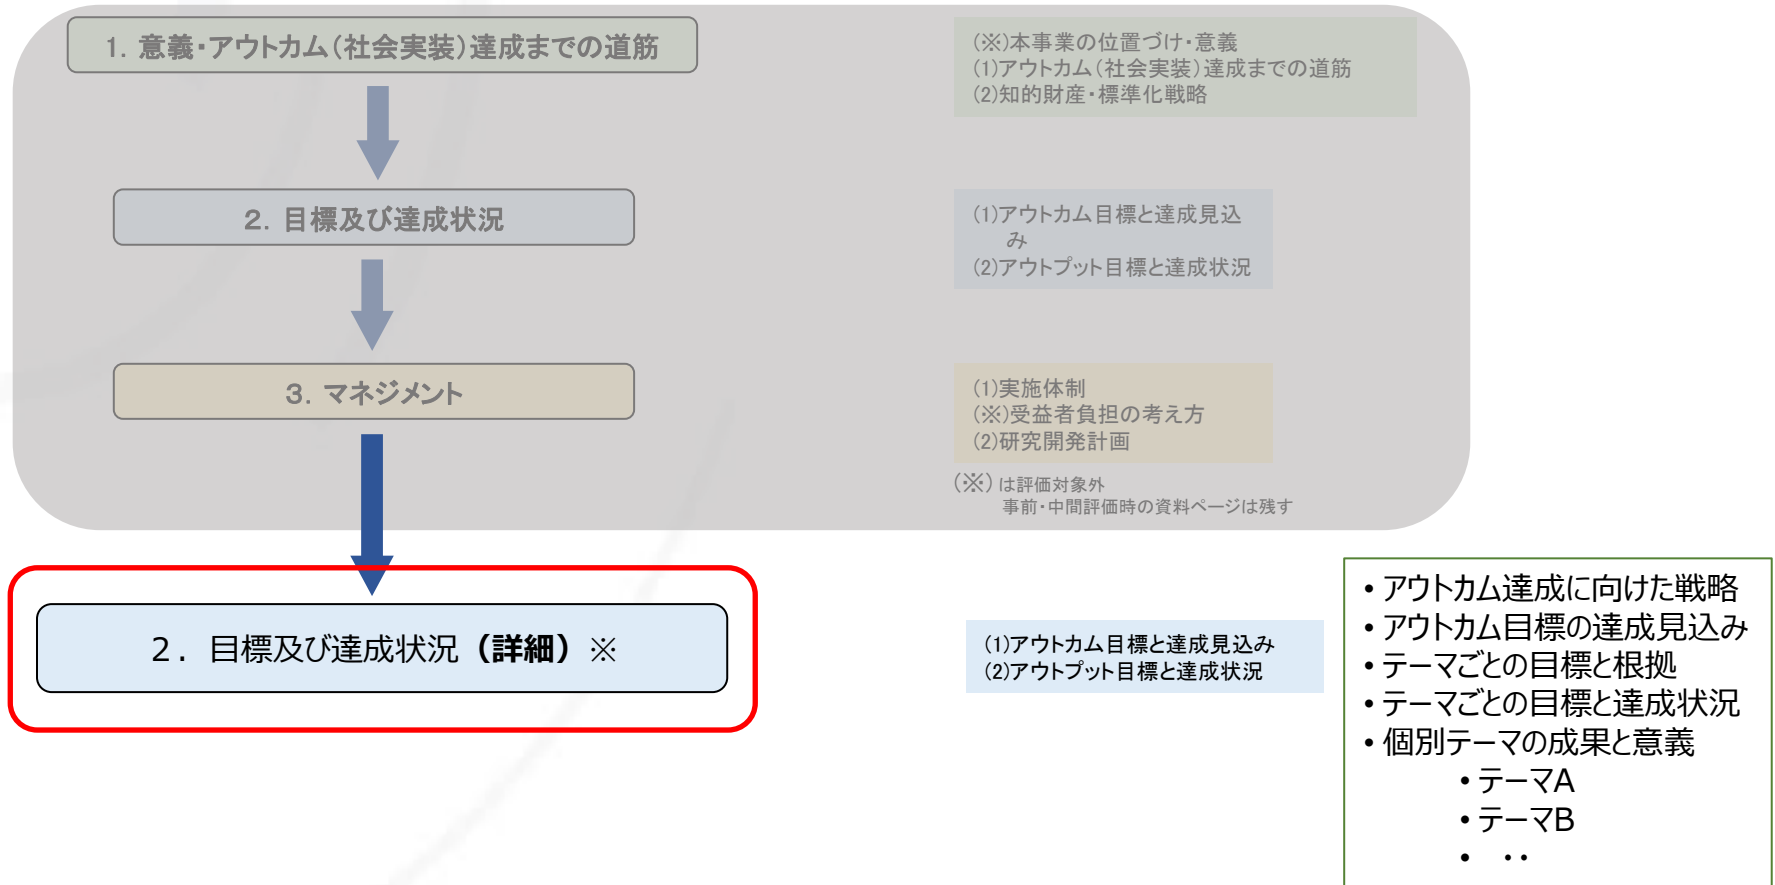 1. 意義・アウトカム(社会実装)達成までの道筋
(※)本事業の位置づけ・意義
(1)アウトカム(社会実装)達成までの道筋
(2)知的財産・標準化戦略
2. 目標及び達成状況
(1)アウトカム目標と達成見込
み
(2)アウトプット目標と達成状況
3. マネジメント
(1)実施体制
(※)受益者負担の考え方
(2)研究開発計画
(※)は評価対象外
事前・中間評価時の資料ページは残す
2. 目標及び達成状況(詳細)※
(1)アウトカム目標と達成見込み
(2)アウトプット目標と達成状況
• アウトカム達成に向けた戦略
• アウトカム目標の達成見込み
• テーマごとの目標と根拠
• テーマごとの目標と達成状況
• 個別テーマの成果と意義
• テーマA
• テーマB
• ・・